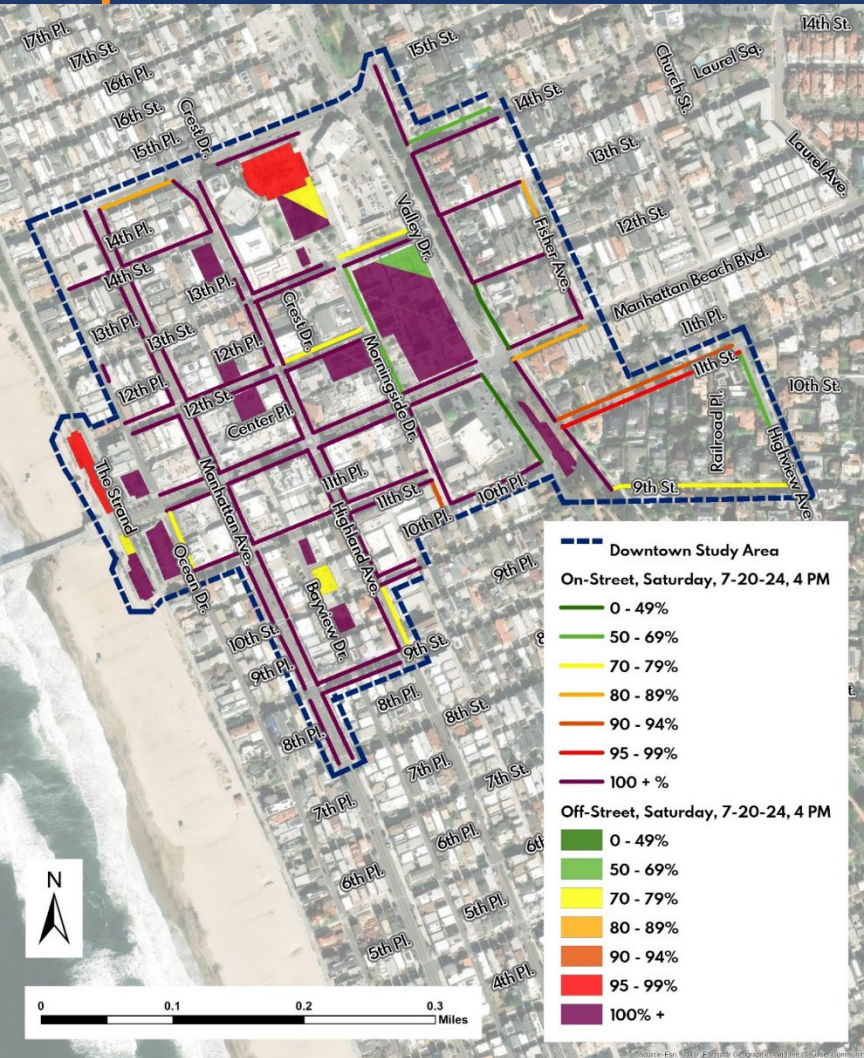 17th Pl.
17th St.
16th Pl.
16th St.
15th Pl.
Crest Dr.
15th St.
14th St.
Church St.
Laurel Sq.
14th St.
Laurel Ave.
13th St.
12th St.
Valley Dr.
Fisher Ave.
Manhattan Beach Blvd.
14th Pl.
14th St.
13th Pl.
13th Pl.
13th St.
12th Pl.
Crest Dr.
Morningside Dr.
11th Pl.
11th St.
10th St.
Railroad Pl.
Highview Ave.
9th St.
12th Pl.
12th St.
Center Pl.
The Strand
Manhattan Ave.
11th Pl.
11th St.
10th Pl.
10th Pl.
Highland Ave.
Ocean Dr.
Bayview Dr.
9th Pl.
10th St.
9th Pl.
9th St.
8th Pl.
8th St.
8th Pl.
7th Pl.
7th St.
7th Pl.
6th Pl.
6th Pl.
5th St.
5th Pl.
4th Pl.
Downtown Study Area
On-Street, Saturday, 7-20-24, 4 PM
0 - 49%
50 - 69%
70 - 79%
80 - 89%
90 - 94%
95 - 99%
100 + %
Off-Street, Saturday, 7-20-24, 4 PM
0 - 49%
50 - 69%
70 - 79%
80 - 89%
90 - 94%
95 - 99%
100% +
N
0 0.1 0.2 0.3
Miles